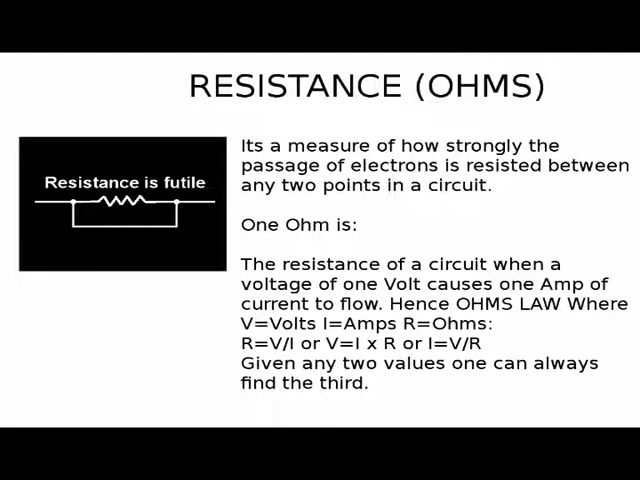 RESISTANCE (OHMS)
Resistance is futile
Its a measure of how strongly the
passage of electrons is resisted between
any two points in a circuit.
One Ohm is:
The resistance of a circuit when a
voltage of one Volt causes one Amp of
current to flow. Hence OHMS LAW Where
V=Volts I=Amps R=Ohms:
R=V/I or V=I x R or I=V/R
Given any two values one can always
find the third.